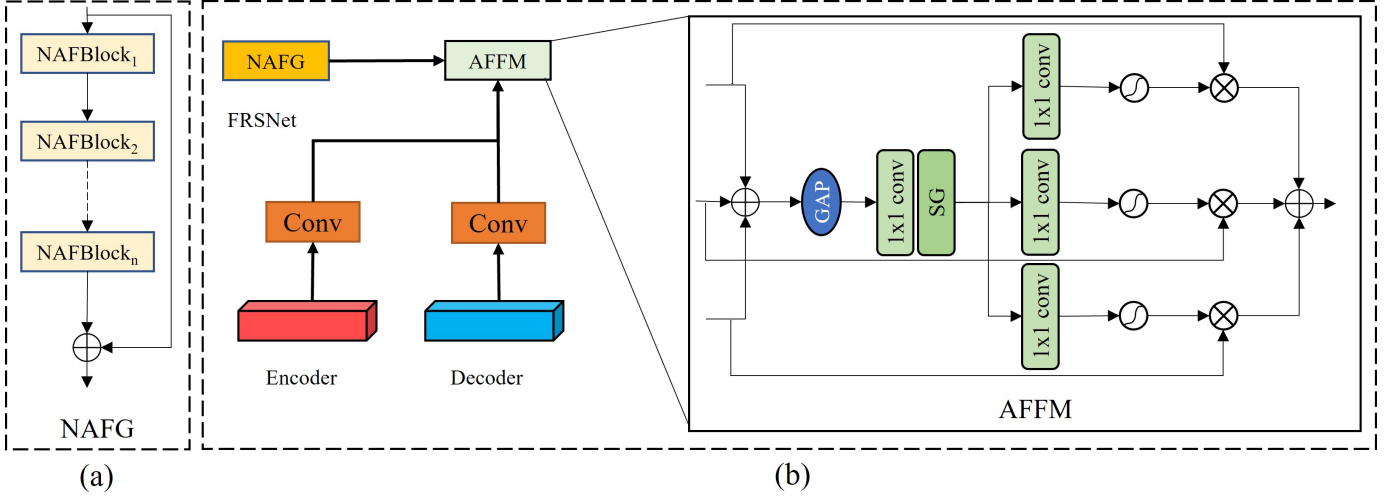 NAFBlock1
NAFBlock2
NAFBlockn
NAFG
(a)
NAFG
AFFM
FRSNet
Conv
Conv
Encoder
Decoder
GAP
1x1 conv
SG
1x1 conv
1x1 conv
1x1 conv
AFFM
(b)